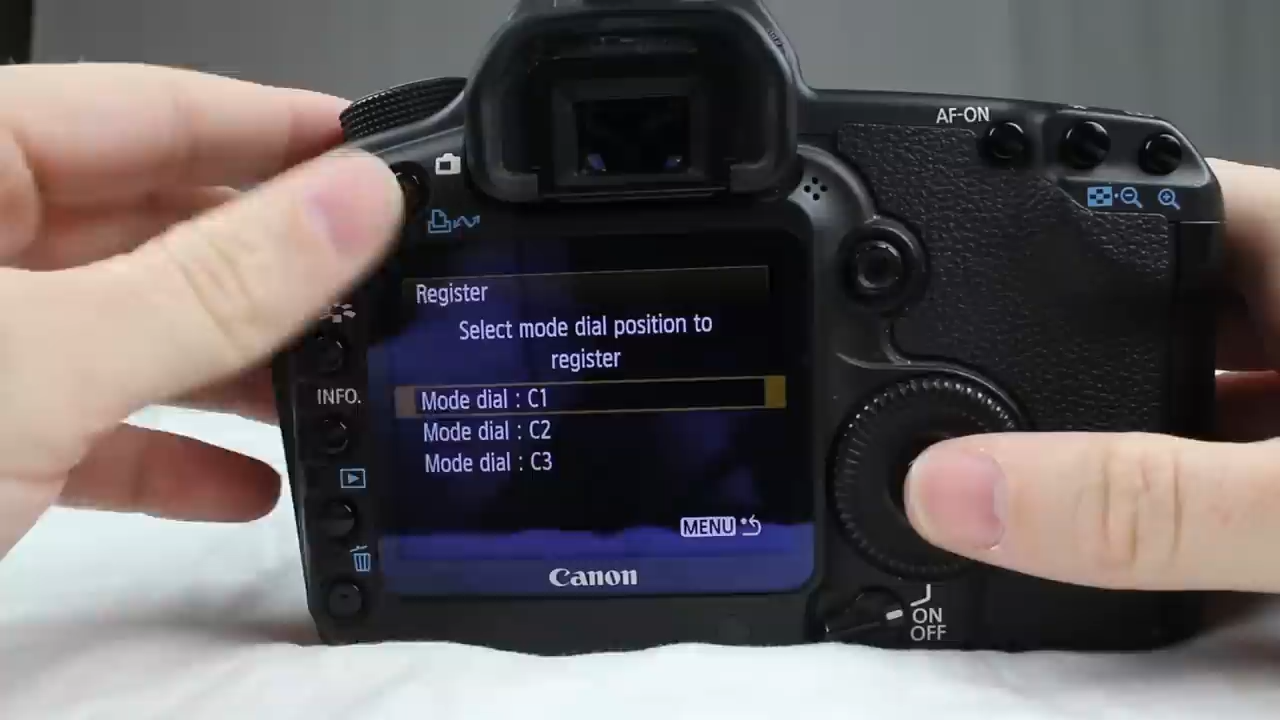 AF-ON
Register
Select mode dial position to
register
INFO.
Mode dial : C1
Mode dial : C2
Mode dial : C3
MENU
Canon
ON
OFF